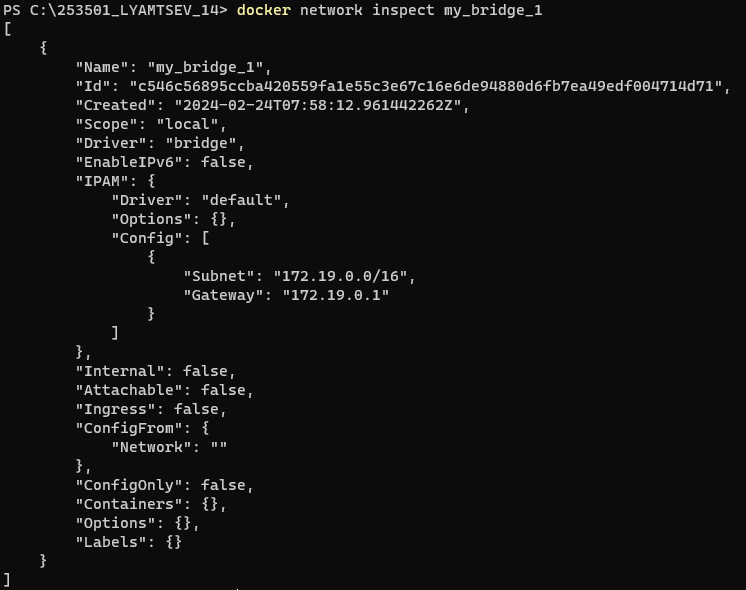 PS C:\253501_LYAMTSEV_14> docker network inspect my_bridge_1
[
    {
        "Name": "my_bridge_1",
        "Id": "c546c56895ccba420559fa1e55c3e67c16e6de94880d6fb7ea49edf004714d71",
        "Created": "2024-02-24T07:58:12.961442262Z",
        "Scope": "local",
        "Driver": "bridge",
        "EnableIPv6": false,
        "IPAM": {
            "Driver": "default",
            "Options": {},
            "Config": [
                {
                    "Subnet": "172.19.0.0/16",
                    "Gateway": "172.19.0.1"
                }
            ]
        },
        "Internal": false,
        "Attachable": false,
        "Ingress": false,
        "ConfigFrom": {
            "Network": ""
        },
        "ConfigOnly": false,
        "Containers": {},
        "Options": {},
        "Labels": {}
    }
]